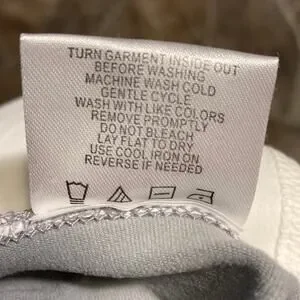 TURN GARMENT INSIDE OUT
BEFORE WASHING
MACHINE WASH COLD
GENTLE CYCLE
WASH WITH LIKE COLORS
REMOVE PROMPTLY
DO NOT BLEACH
LAY FLAT TO DRY
USE COOL IRON ON
REVERSE IF NEEDED